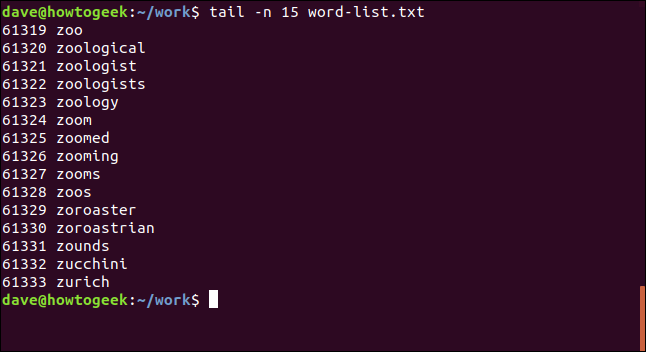 dave@howtogeek:~/work$ tail -n 15 word-list.txt
61319 zoo
61320 zoological
61321 zoologist
61322 zoologists
61323 zoology
61324 zoom
61325 zoomed
61326 zooming
61327 zooms
61328 zoos
61329 zoroaster
61330 zoroastrian
61331 zounds
61332 zucchini
61333 zurich
dave@howtogeek:~/work$